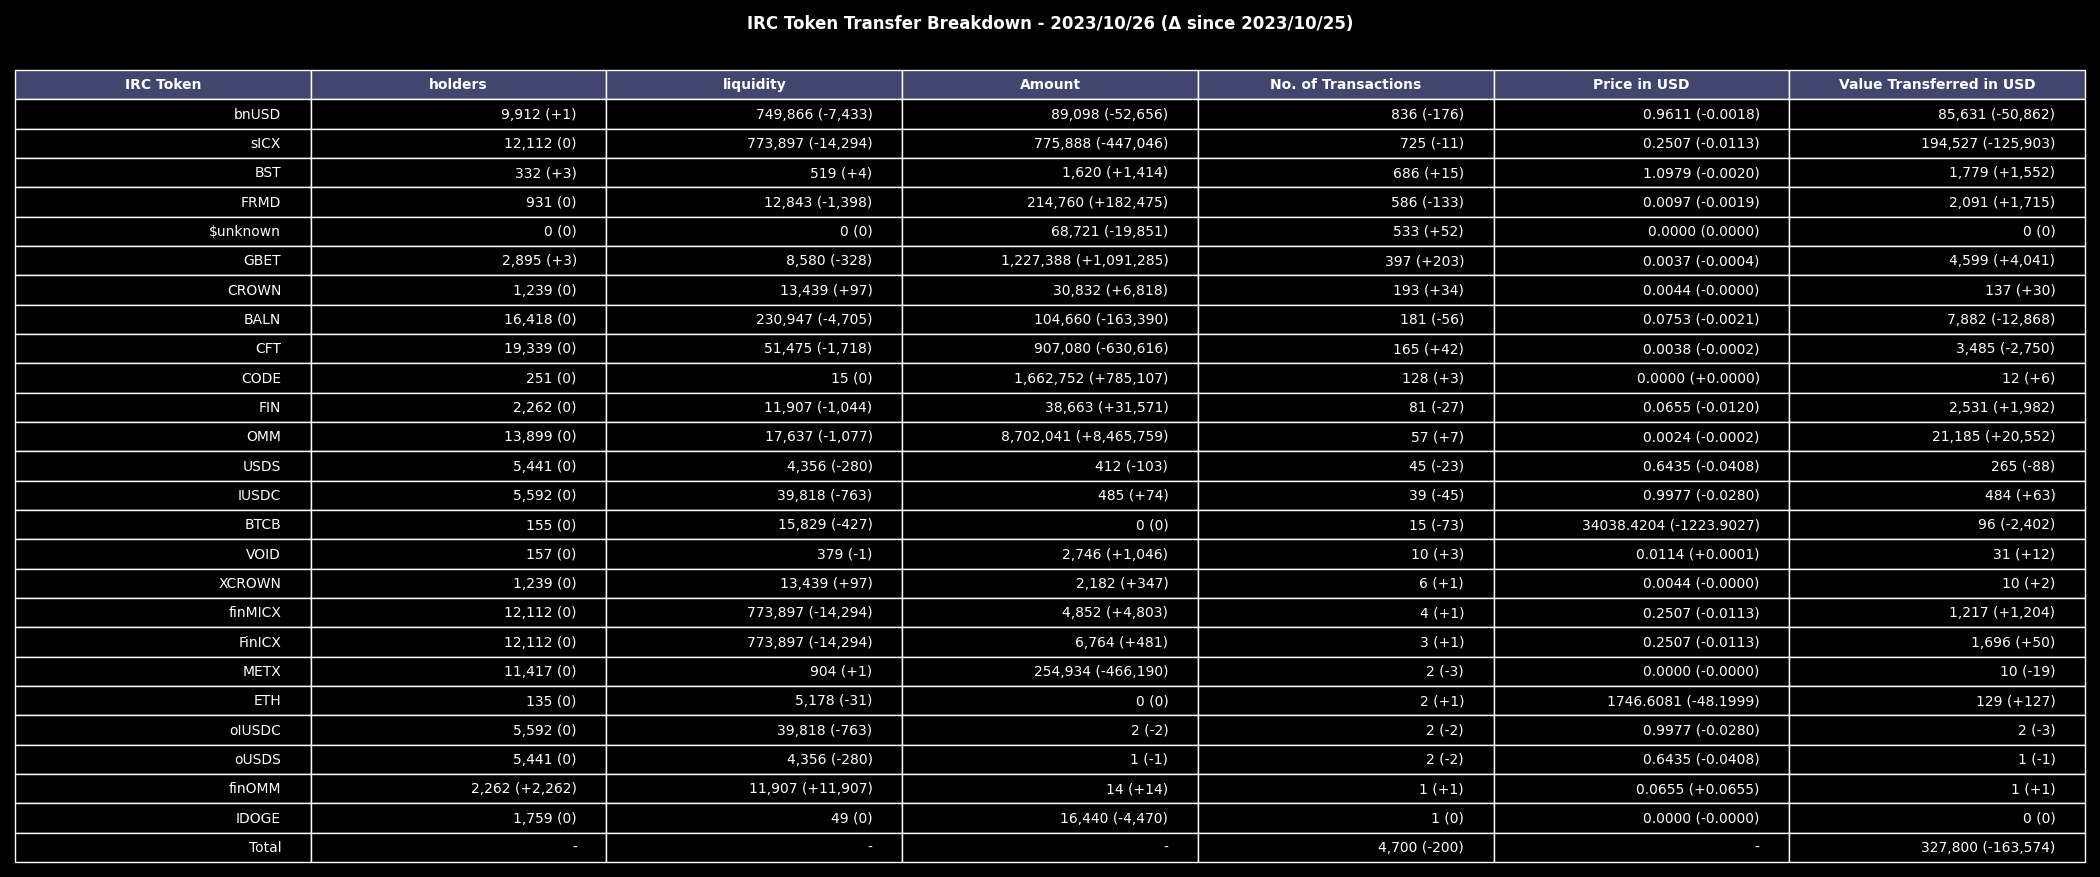 IRC Token Transfer Breakdown - 2023/10/26 (Δ since 2023/10/25)
IRC Token holders liquidity Amount No. of Transactions Price in USD Value Transferred in USD
bnUSD 9,912 (+1) 749,866 (-7,433) 89,098 (-52,656) 836 (-176) 0.9611 (-0.0018) 85,631 (-50,862)
sICX 12,112 (0) 773,897 (-14,294) 775,888 (-447,046) 725 (-11) 0.2507 (-0.0113) 194,527 (-125,903)
BST 332 (+3) 519 (+4) 1,620 (+1,414) 686 (+15) 1.0979 (-0.0020) 1,779 (+1,552)
FRMD 931 (0) 12,843 (-1,398) 214,760 (+182,475) 586 (-133) 0.0097 (-0.0019) 2,091 (+1,715)
$unknown 0 (0) 0 (0) 68,721 (-19,851) 533 (+52) 0.0000 (0.0000) 0 (0)
GBET 2,895 (+3) 8,580 (-328) 1,227,388 (+1,091,285) 397 (+203) 0.0037 (-0.0004) 4,599 (+4,041)
CROWN 1,239 (0) 13,439 (+97) 30,832 (+6,818) 193 (+34) 0.0044 (-0.0000) 137 (+30)
BALN 16,418 (0) 230,947 (-4,705) 104,660 (-163,390) 181 (-56) 0.0753 (-0.0021) 7,882 (-12,868)
CFT 19,339 (0) 51,475 (-1,718) 907,080 (-630,616) 165 (+42) 0.0038 (-0.0002) 3,485 (-2,750)
CODE 251 (0) 15 (0) 1,662,752 (+785,107) 128 (+3) 0.0000 (+0.0000) 12 (+6)
FIN 2,262 (0) 11,907 (-1,044) 38,663 (+31,571) 81 (-27) 0.0655 (-0.0120) 2,531 (+1,982)
OMM 13,899 (0) 17,637 (-1,077) 8,702,041 (+8,465,759) 57 (+7) 0.0024 (-0.0002) 21,185 (+20,552)
USDS 5,441 (0) 4,356 (-280) 412 (-103) 45 (-23) 0.6435 (-0.0408) 265 (-88)
IUSDC 5,592 (0) 39,818 (-763) 485 (+74) 39 (-45) 0.9977 (-0.0280) 484 (+63)
BTCB 155 (0) 15,829 (-427) 0 (0) 15 (-73) 34038.4204 (-1223.9027) 96 (-2,402)
VOID 157 (0) 379 (-1) 2,746 (+1,046) 10 (+3) 0.0114 (+0.0001) 31 (+12)
XCROWN 1,239 (0) 13,439 (+97) 2,182 (+347) 6 (+1) 0.0044 (-0.0000) 10 (+2)
finMICX 12,112 (0) 773,897 (-14,294) 4,852 (+4,803) 4 (+1) 0.2507 (-0.0113) 1,217 (+1,204)
FinICX 12,112 (0) 773,897 (-14,294) 6,764 (+481) 3 (+1) 0.2507 (-0.0113) 1,696 (+50)
METX 11,417 (0) 904 (+1) 254,934 (-466,190) 2 (-3) 0.0000 (-0.0000) 10 (-19)
ETH 135 (0) 5,178 (-31) 0 (0) 2 (+1) 1746.6081 (-48.1999) 129 (+127)
oIUSDC 5,592 (0) 39,818 (-763) 2 (-2) 2 (-2) 0.9977 (-0.0280) 2 (-3)
oUSDS 5,441 (0) 4,356 (-280) 1 (-1) 2 (-2) 0.6435 (-0.0408) 1 (-1)
finOMM 2,262 (+2,262) 11,907 (+11,907) 14 (+14) 1 (+1) 0.0655 (+0.0655) 1 (+1)
IDOGE 1,759 (0) 49 (0) 16,440 (-4,470) 1 (0) 0.0000 (-0.0000) 0 (0)
Total - - - 4,700 (-200) - 327,800 (-163,574)